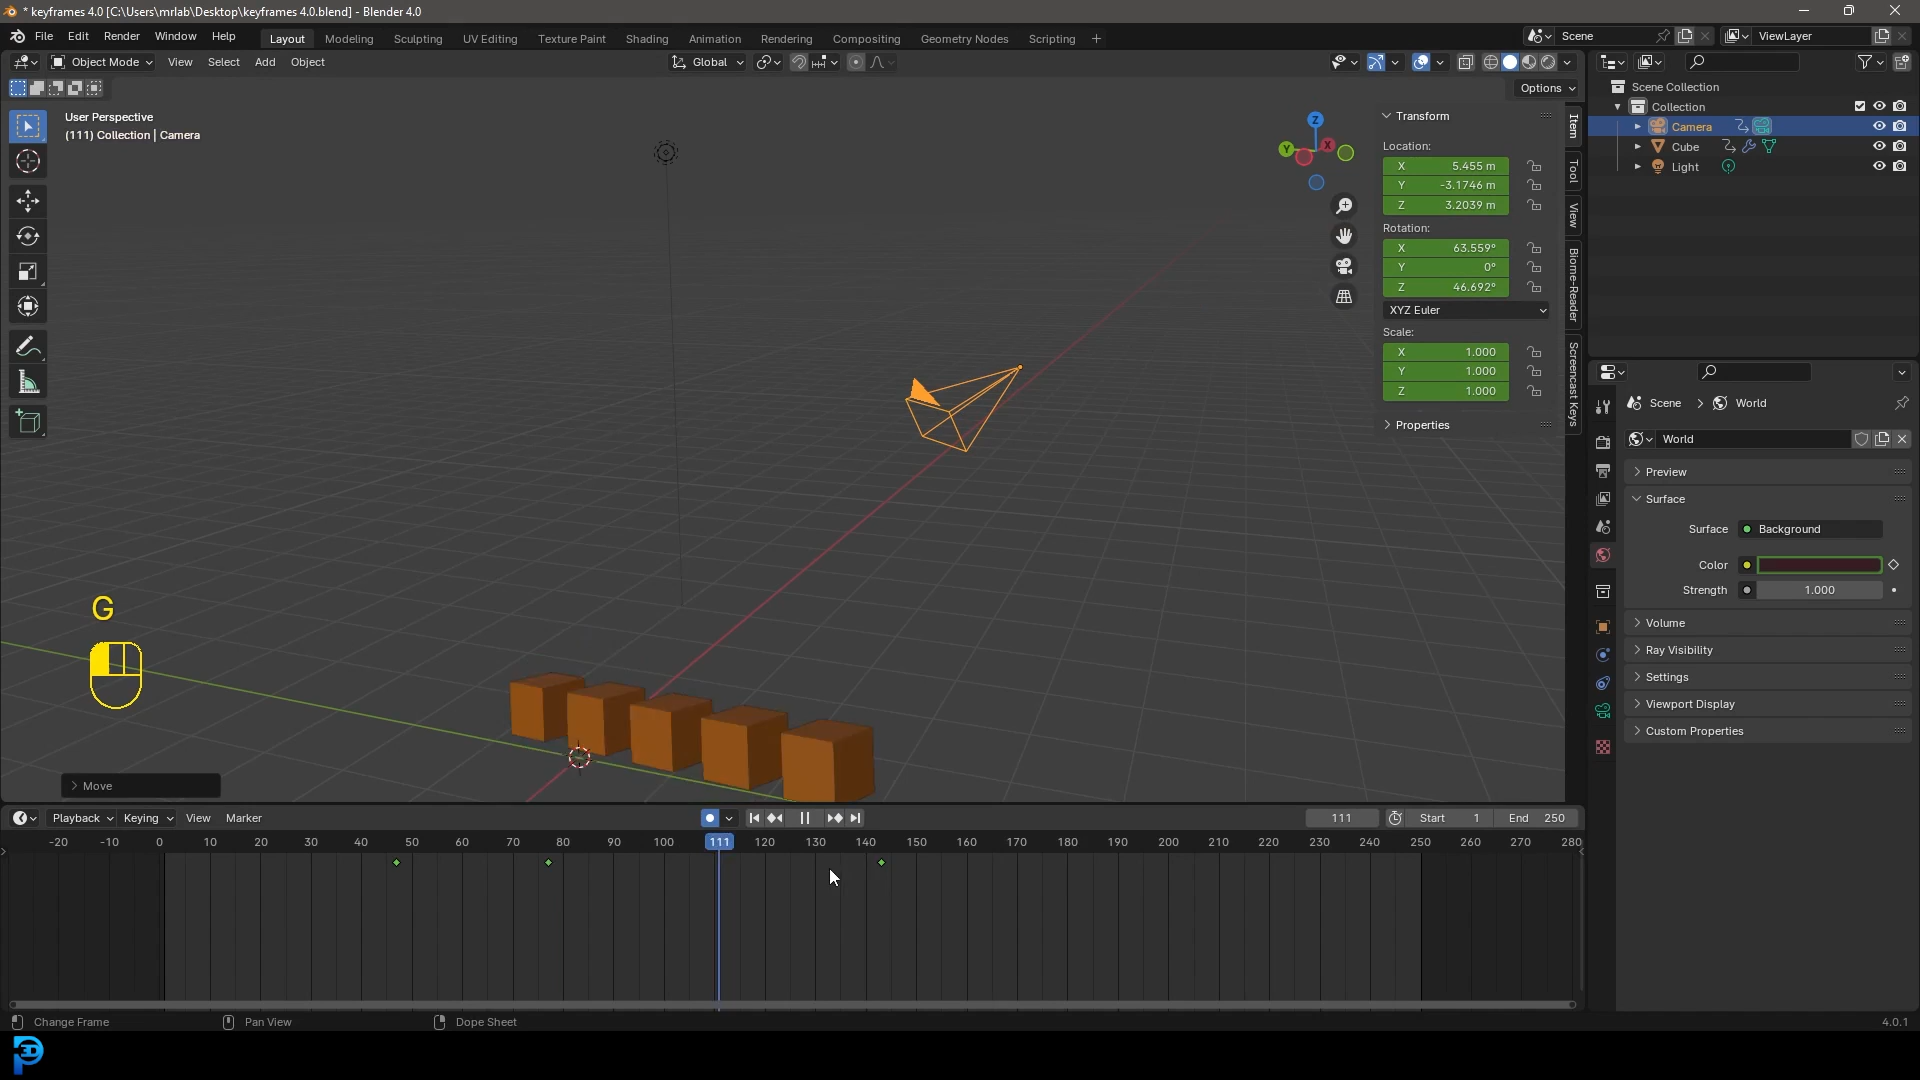 * keyframes 4.0 [C:\Users\mrlab\Desktop\keyframes 4.0.blend] - Blender 4.0
File Edit Render Window Help Layout Modeling Sculpting UV Editing Texture Paint Shading Animation Rendering Compositing Geometry Nodes Scripting + Scene ViewLayer
Object Mode View Select Add Object Global
Options
User Perspective
(111) Collection | Camera
Z
Y X
Transform
Location:
X 5.455 m
Y -3.1746 m
Z 3.2039 m
Rotation:
X 63.559°
Y 0°
Z 46.692°
XYZ Euler
Scale:
X 1.000
Y 1.000
Z 1.000
Properties
Item
Tool
View
Biome-Reader
Screencast Keys
Scene Collection
Collection
Camera
Cube
Light
Scene > World
World
Preview
Surface
Surface Background
Color
Strength 1.000
Volume
Ray Visibility
Settings
Viewport Display
Custom Properties
G
Move
Playback Keying View Marker 111 Start 1 End 250
-20 -10 0 10 20 30 40 50 60 70 80 90 100 111 120 130 140 150 160 170 180 190 200 210 220 230 240 250 260 270 280
Change Frame Pan View Dope Sheet 4.0.1
3D